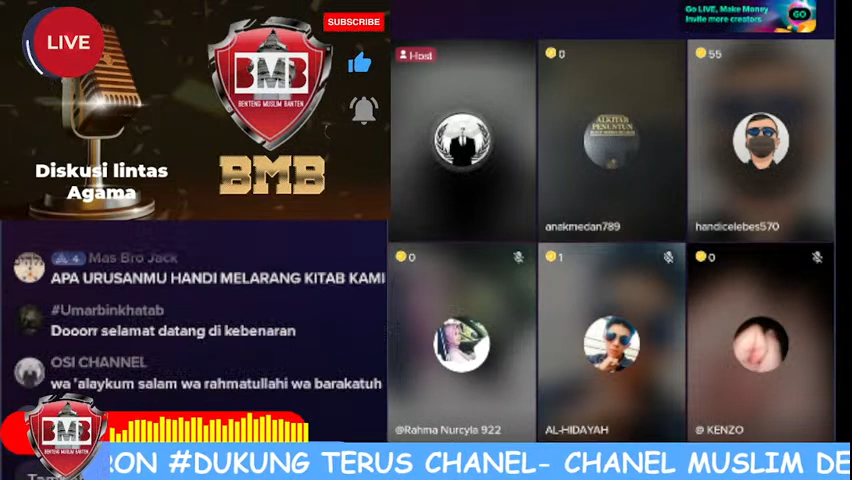 LIVE
BMB
BENTENG MUSLIM BANTEN
BMB
SUBSCRIBE
Diskusi lintas
Agama
Go LIVE, Make Money
Invite more creators
GO
Host
0
55
ALKITAB
PENUNTUN
anakmedan789
handicelebes570
4 Mas Bro Jack
APA URUSANMU HANDI MELARANG KITAB KAMI
#Umarbinkhatab
Dooorr selamat datang di kebenaran
OSI CHANNEL
wa 'alaykum salam wa rahmatullahi wa barakatuh
0
1
0
@Rahma Nurcyla 922
AL-HIDAYAH
@ KENZO
BMB
RON #DUKUNG TERUS CHANEL- CHANEL MUSLIM DE